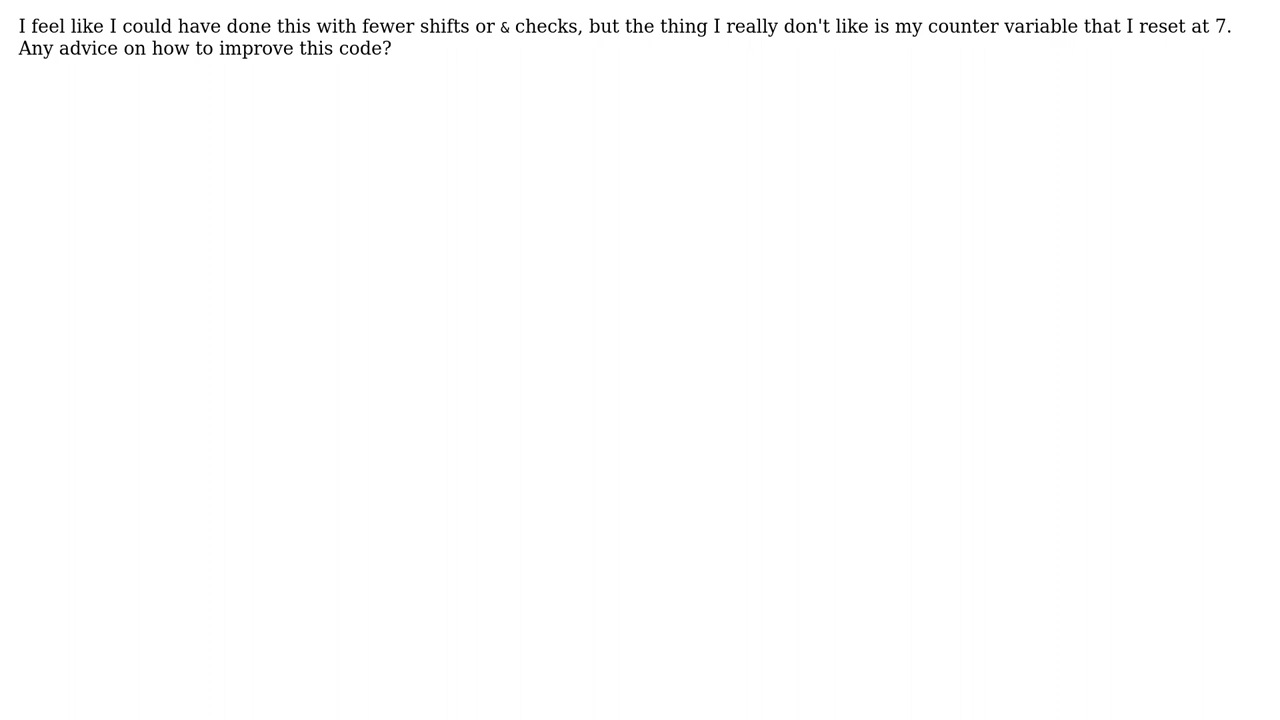 I feel like I could have done this with fewer shifts or & checks, but the thing I really don't like is my counter variable that I reset at 7.
Any advice on how to improve this code?